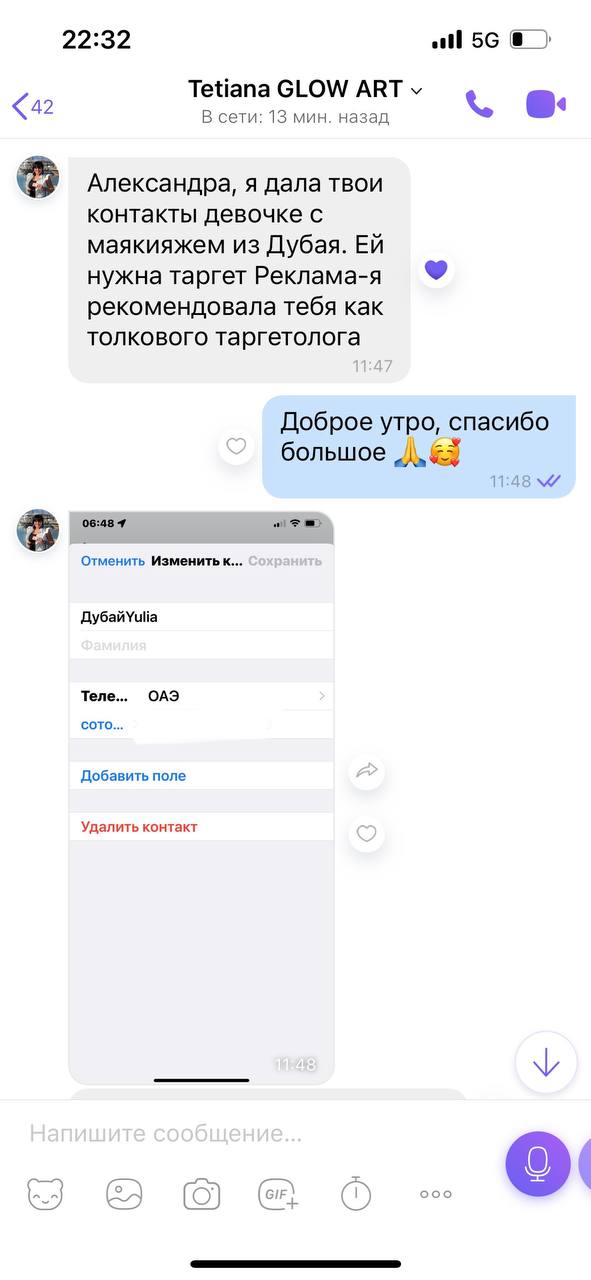 22:32
5G
42
Tetiana GLOW ART
В сети: 13 мин. назад
Александра, я дала твои
контакты девочке с
маякияжем из Дубая. Ей
нужна таргет Реклама-я
рекомендовала тебя как
толкового таргетолога
11:47
Доброе утро, спасибо
большое 🙏🥰
11:48
06:48
Отменить Изменить к... Сохранить
ДубайYulia
Фамилия
Теле... ОАЭ
сото...
Добавить поле
Удалить контакт
11:48
Напишите сообщение...
GIF